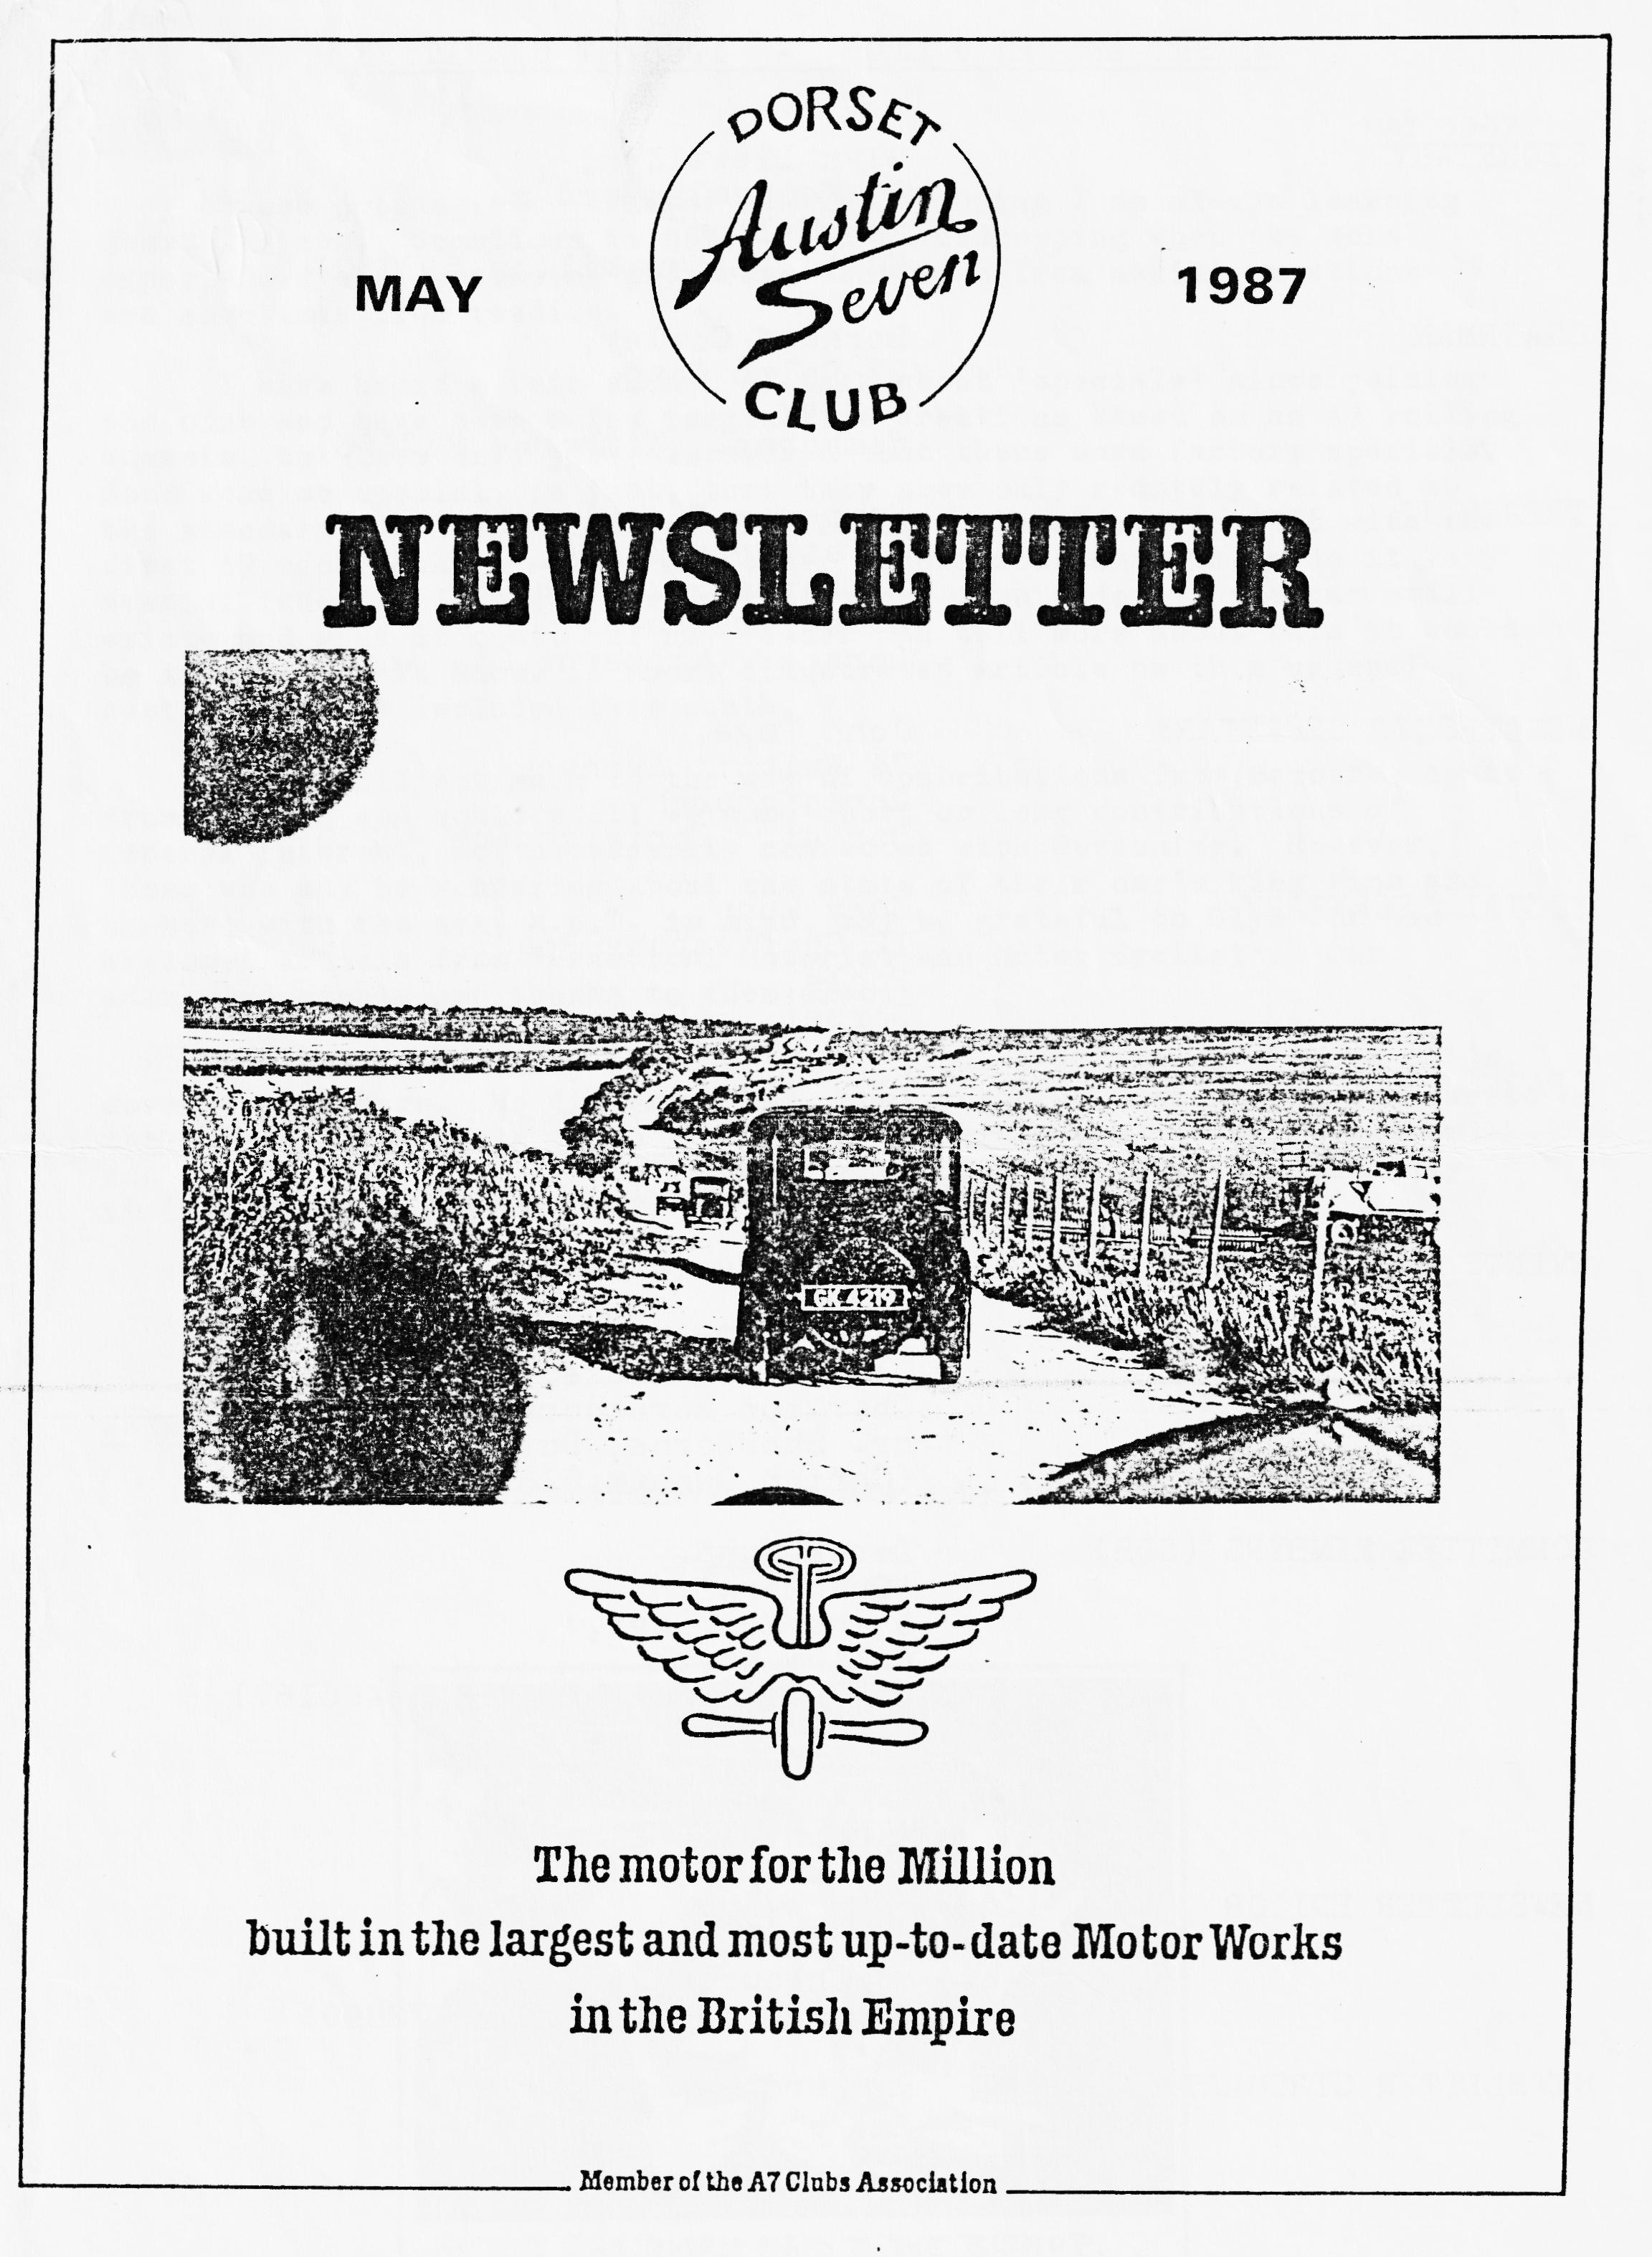 DORSET
Austin
Seven
CLUB
MAY
1987
NEWSLETTER
GK 4219
The motor for the Million
built in the largest and most up-to-date Motor Works
in the British Empire
Member of the A7 Clubs Association